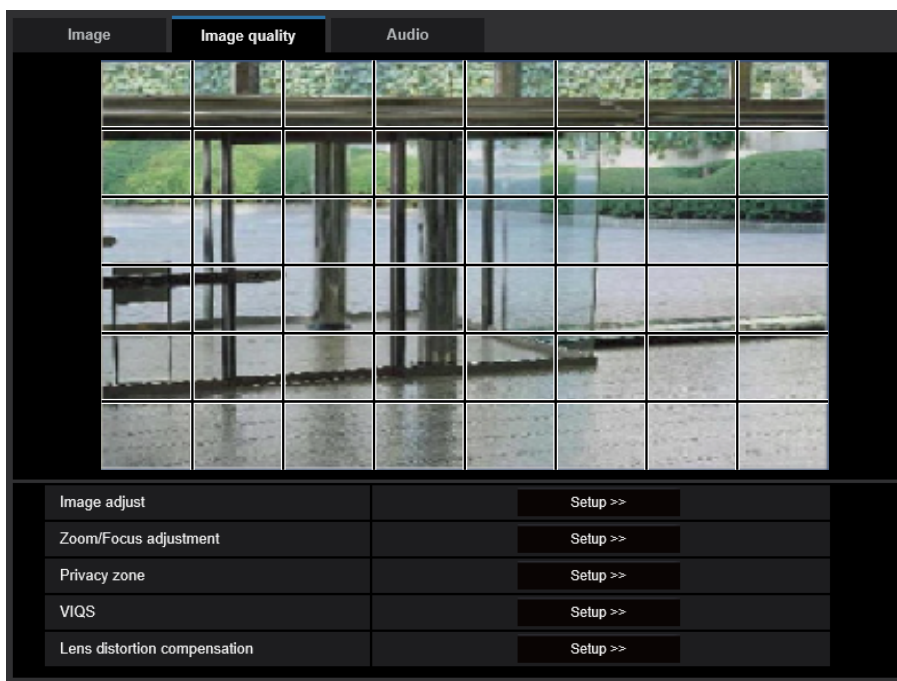 Image Image quality Audio
Image adjust Setup >>
Zoom/Focus adjustment Setup >>
Privacy zone Setup >>
VIQS Setup >>
Lens distortion compensation Setup >>